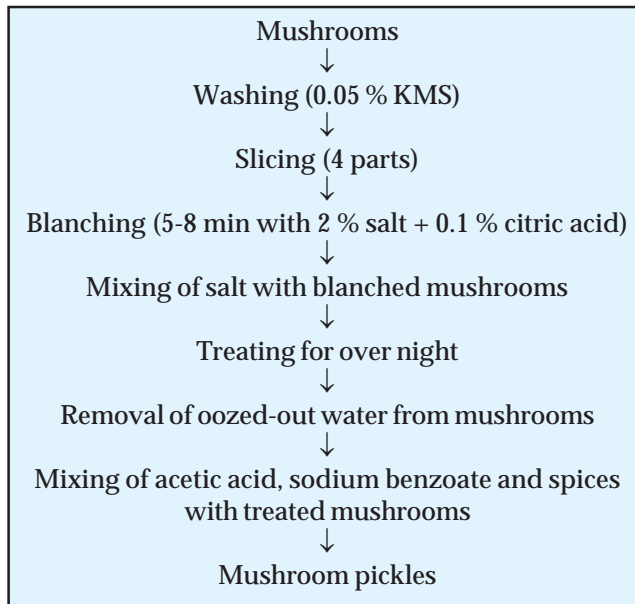 Mushrooms
↓
Washing (0.05 % KMS)
↓
Slicing (4 parts)
↓
Blanching (5-8 min with 2 % salt + 0.1 % citric acid)
↓
Mixing of salt with blanched mushrooms
↓
Treating for over night
↓
Removal of oozed-out water from mushrooms
↓
Mixing of acetic acid, sodium benzoate and spices
with treated mushrooms
↓
Mushroom pickles